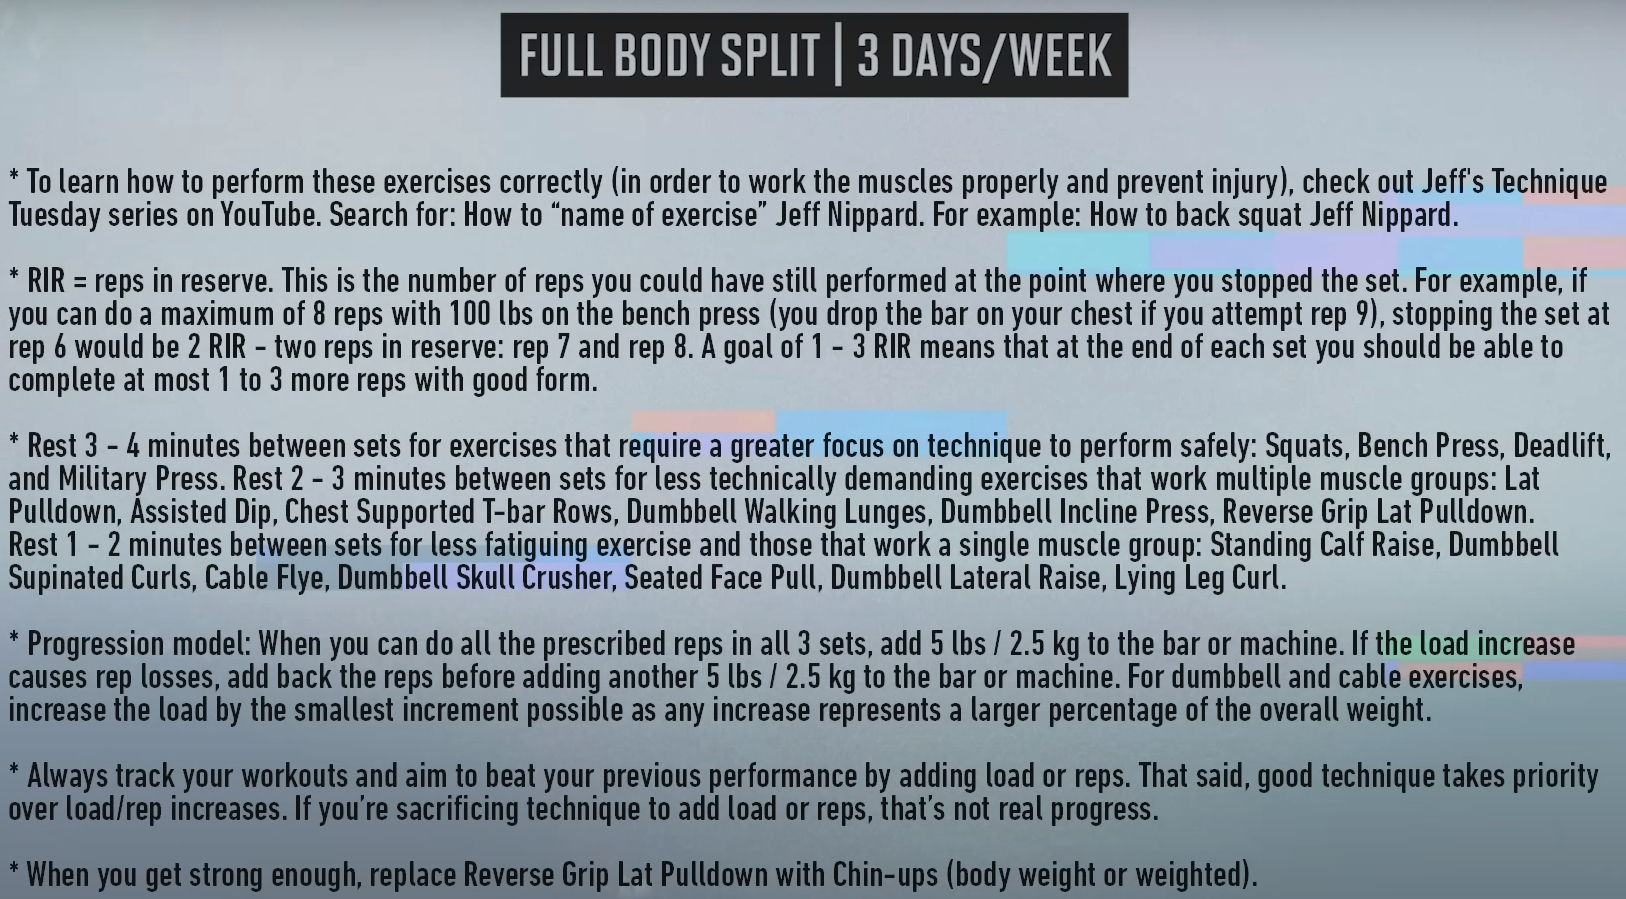 FULL BODY SPLIT | 3 DAYS/WEEK
* To learn how to perform these exercises correctly (in order to work the muscles properly and prevent injury), check out Jeff's Technique
Tuesday series on YouTube. Search for: How to “name of exercise” Jeff Nippard. For example: How to back squat Jeff Nippard.
* RIR = reps in reserve. This is the number of reps you could have still performed at the point where you stopped the set. For example, if
you can do a maximum of 8 reps with 100 lbs on the bench press (you drop the bar on your chest if you attempt rep 9), stopping the set at
rep 6 would be 2 RIR - two reps in reserve: rep 7 and rep 8. A goal of 1 - 3 RIR means that at the end of each set you should be able to
complete at most 1 to 3 more reps with good form.
* Rest 3 - 4 minutes between sets for exercises that require a greater focus on technique to perform safely: Squats, Bench Press, Deadlift,
and Military Press. Rest 2 - 3 minutes between sets for less technically demanding exercises that work multiple muscle groups: Lat
Pulldown, Assisted Dip, Chest Supported T-bar Rows, Dumbbell Walking Lunges, Dumbbell Incline Press, Reverse Grip Lat Pulldown.
Rest 1 - 2 minutes between sets for less fatiguing exercise and those that work a single muscle group: Standing Calf Raise, Dumbbell
Supinated Curls, Cable Flye, Dumbbell Skull Crusher, Seated Face Pull, Dumbbell Lateral Raise, Lying Leg Curl.
* Progression model: When you can do all the prescribed reps in all 3 sets, add 5 lbs / 2.5 kg to the bar or machine. If the load increase
causes rep losses, add back the reps before adding another 5 lbs / 2.5 kg to the bar or machine. For dumbbell and cable exercises,
increase the load by the smallest increment possible as any increase represents a larger percentage of the overall weight.
* Always track your workouts and aim to beat your previous performance by adding load or reps. That said, good technique takes priority
over load/rep increases. If you’re sacrificing technique to add load or reps, that’s not real progress.
* When you get strong enough, replace Reverse Grip Lat Pulldown with Chin-ups (body weight or weighted).